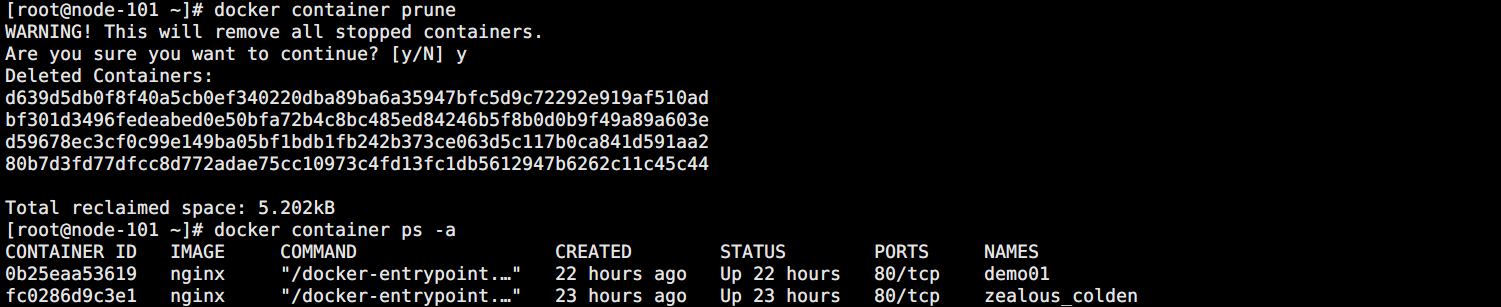 [root@node-101 ~]# docker container prune
WARNING! This will remove all stopped containers.
Are you sure you want to continue? [y/N] y
Deleted Containers:
d639d5db0f8f40a5cb0ef340220dba89ba6a35947bfc5d9c72292e919af510ad
bf301d3496fedeabed0e50bfa72b4c8bc485ed84246b5f8b0d0b9f49a89a603e
d59678ec3cf0c99e149ba05bf1bdb1fb242b373ce063d5c117b0ca841d591aa2
80b7d3fd77dfcc8d772adae75cc10973c4fd13fc1db5612947b6262c11c45c44
Total reclaimed space: 5.202kB
[root@node-101 ~]# docker container ps -a
CONTAINER ID   IMAGE     COMMAND                  CREATED        STATUS        PORTS     NAMES
0b25eaa53619   nginx     "/docker-entrypoint.…"   22 hours ago   Up 22 hours   80/tcp    demo01
fc0286d9c3e1   nginx     "/docker-entrypoint.…"   23 hours ago   Up 23 hours   80/tcp    zealous_colden